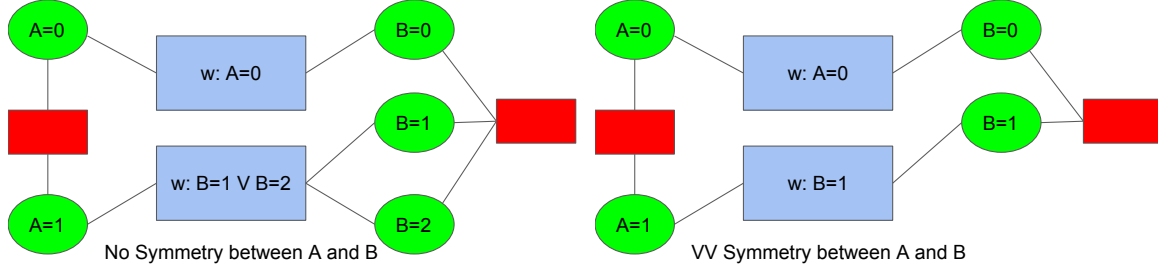 A=0
B=0
w: A=0
B=1
w: B=1 V B=2
A=1
B=2
No Symmetry between A and B
A=0
B=0
w: A=0
B=1
w: B=1
A=1
VV Symmetry between A and B